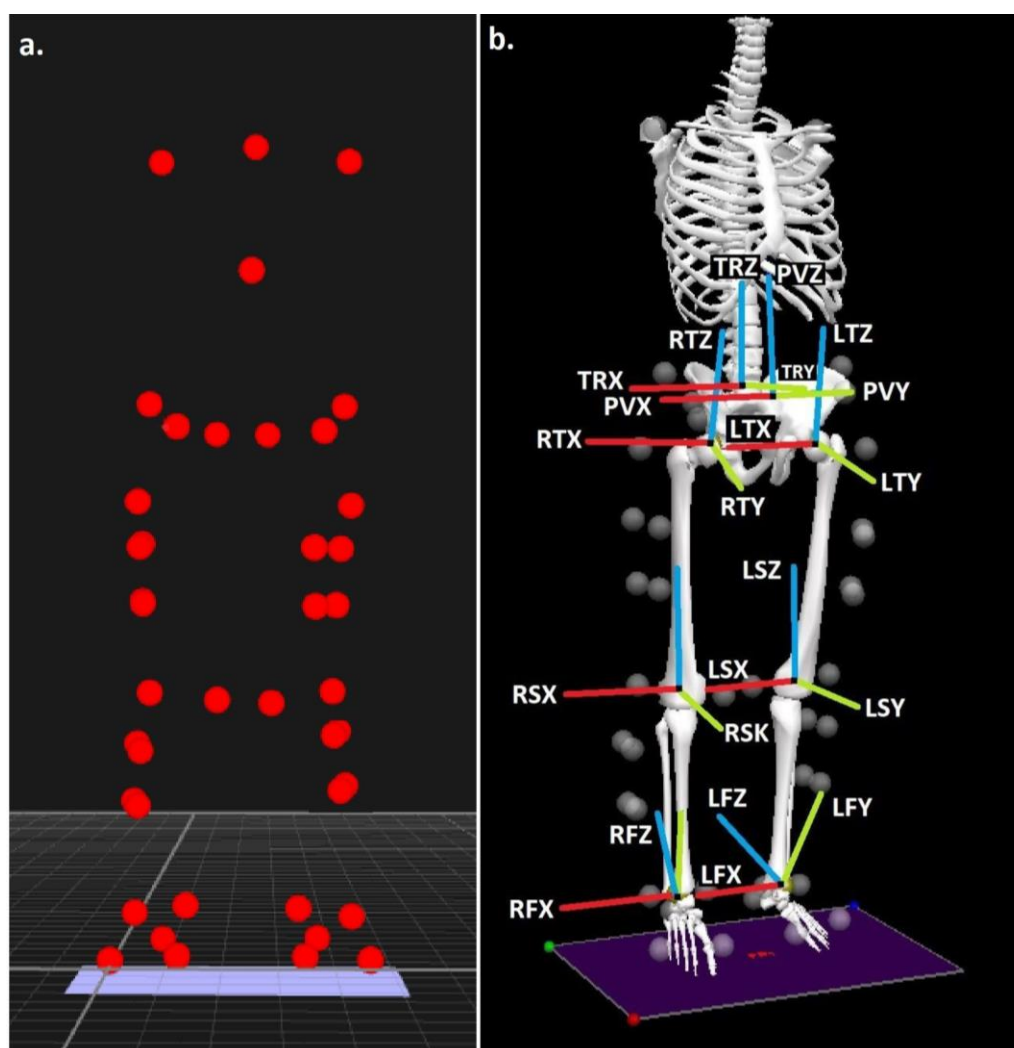 a.
b.
TRZ
PVZ
RTZ
LTZ
TRX
TRY
PVX
PVY
RTX
LTX
LTY
RTY
LSZ
LSX
RSX
LSY
RSK
LFZ
LFY
RFZ
LFX
RFX